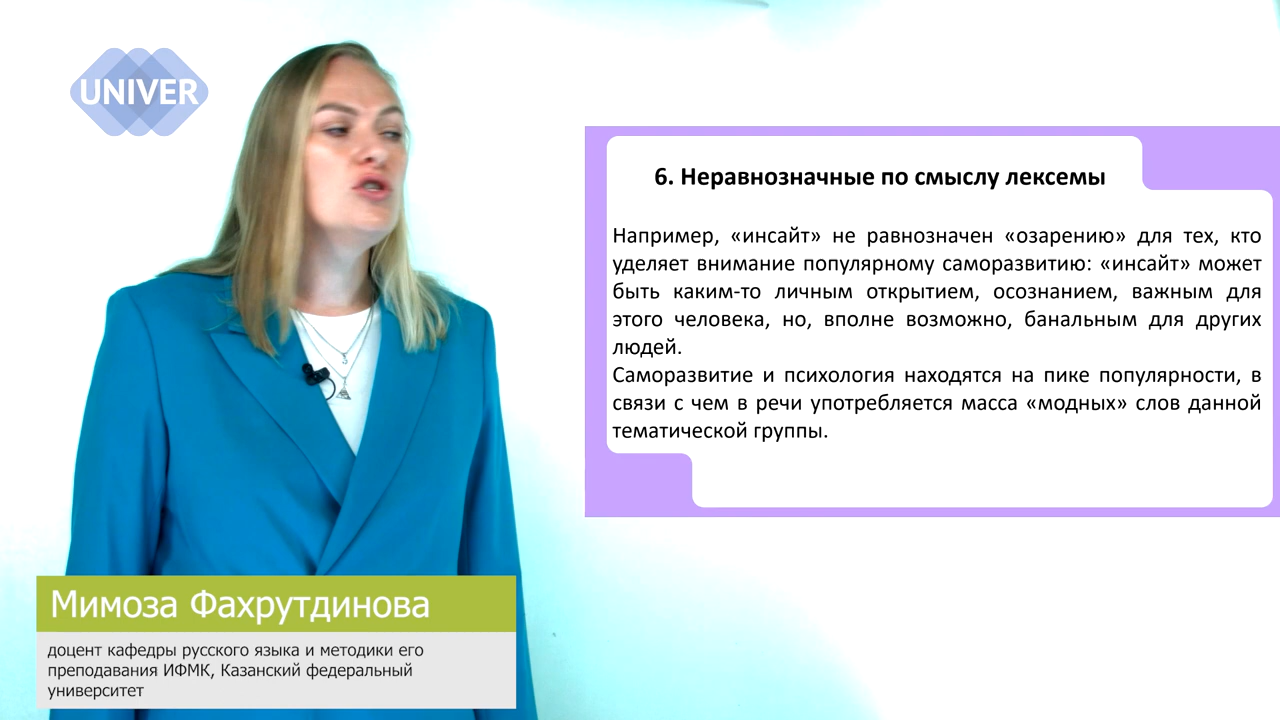 UNIVER
6. Неравнозначные по смыслу лексемы
Например, «инсайт» не равнозначен «озарению» для тех, кто
уделяет внимание популярному саморазвитию: «инсайт» может
быть каким-то личным открытием, осознанием, важным для
этого человека, но, вполне возможно, банальным для других
людей.
Саморазвитие и психология находятся на пике популярности, в
связи с чем в речи употребляется масса «модных» слов данной
тематической группы.
Мимоза Фахрутдинова
доцент кафедры русского языка и методики его
преподавания ИФМК, Казанский федеральный
университет